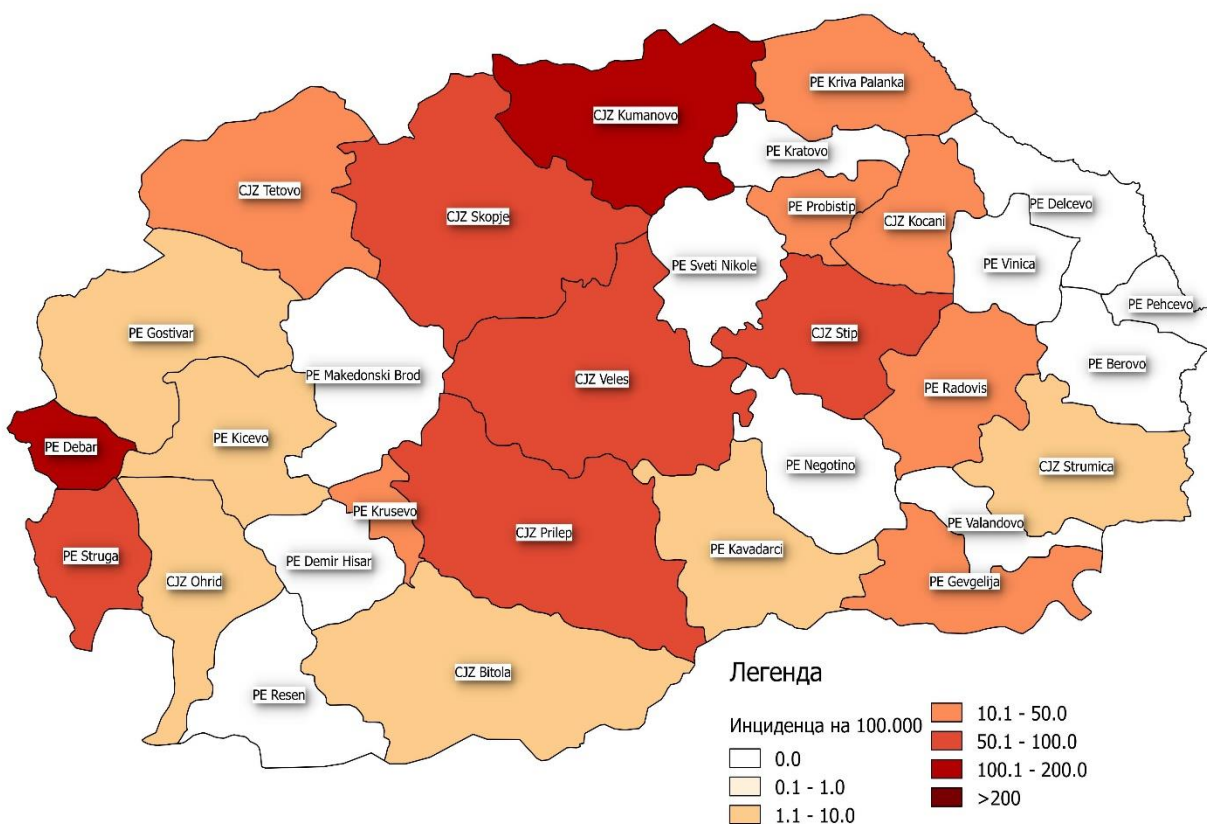 PE Kriva Palanka
CJZ Kumanovo
PE Kratovo
CJZ Tetovo
CJZ Skopje
PE Probistip
PE Delcevo
CJZ Kocani
PE Sveti Nikole
PE Vinica
PE Pehcevo
PE Gostivar
CJZ Stip
PE Berovo
PE Makedonski Brod
CJZ Veles
PE Radovis
PE Kicevo
PE Debar
PE Negotino
CJZ Strumica
PE Krusevo
PE Valandovo
CJZ Prilep
PE Kavadarci
PE Struga
PE Demir Hisar
CJZ Ohrid
PE Gevgelija
CJZ Bitola
PE Resen
Легенда
Инциденца на 100.000
0.0
0.1 - 1.0
1.1 - 10.0
10.1 - 50.0
50.1 - 100.0
100.1 - 200.0
>200